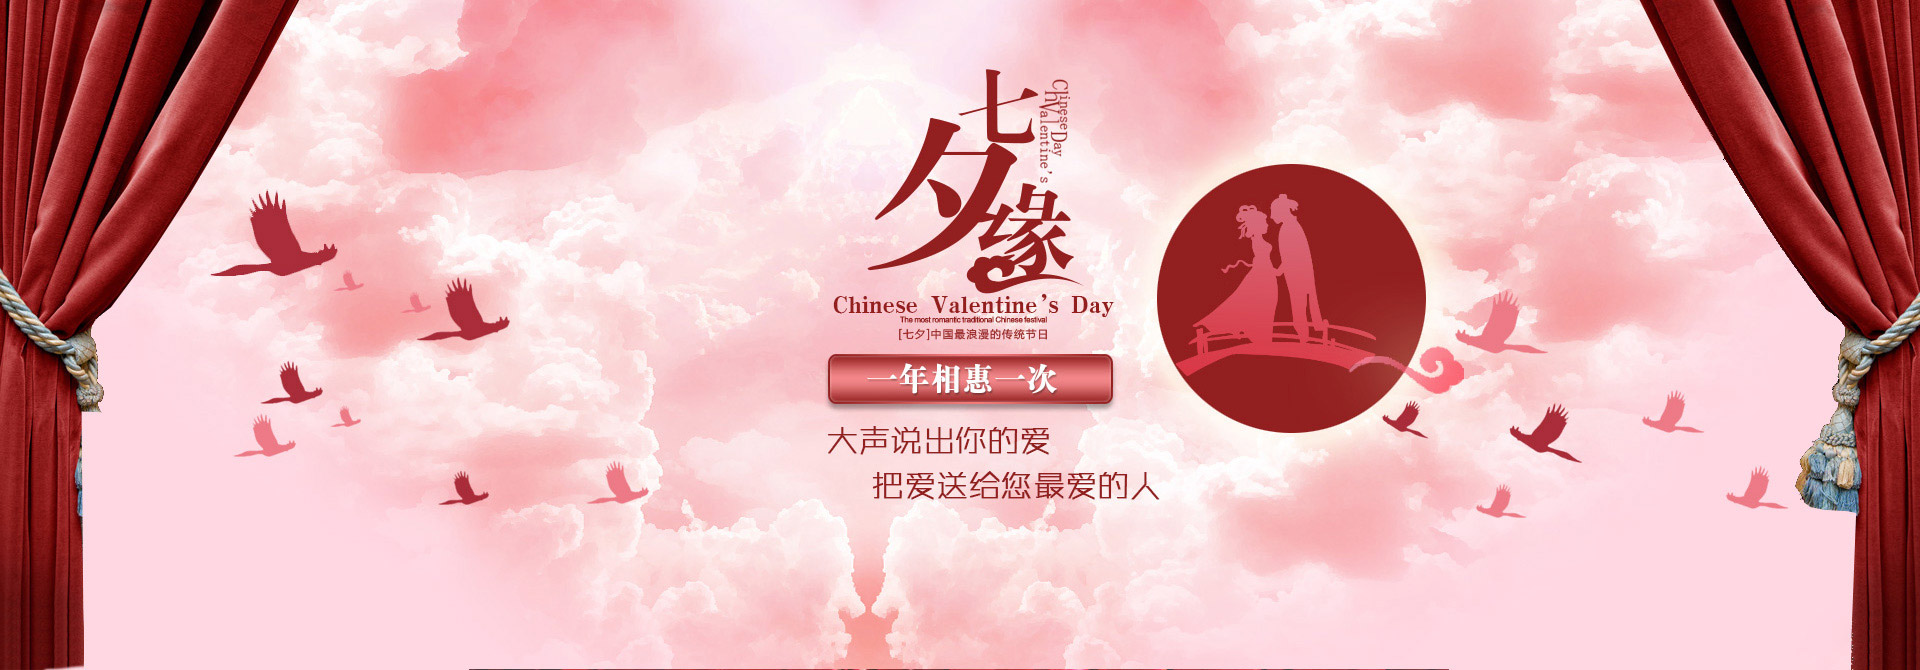 七夕缘
Chinese Day
Valentine's
Chinese Valentine's Day
The most romantic traditional Chinese festival
[七夕]中国最浪漫的传统节日
一年相惠一次
大声说出你的爱
把爱送给您最爱的人